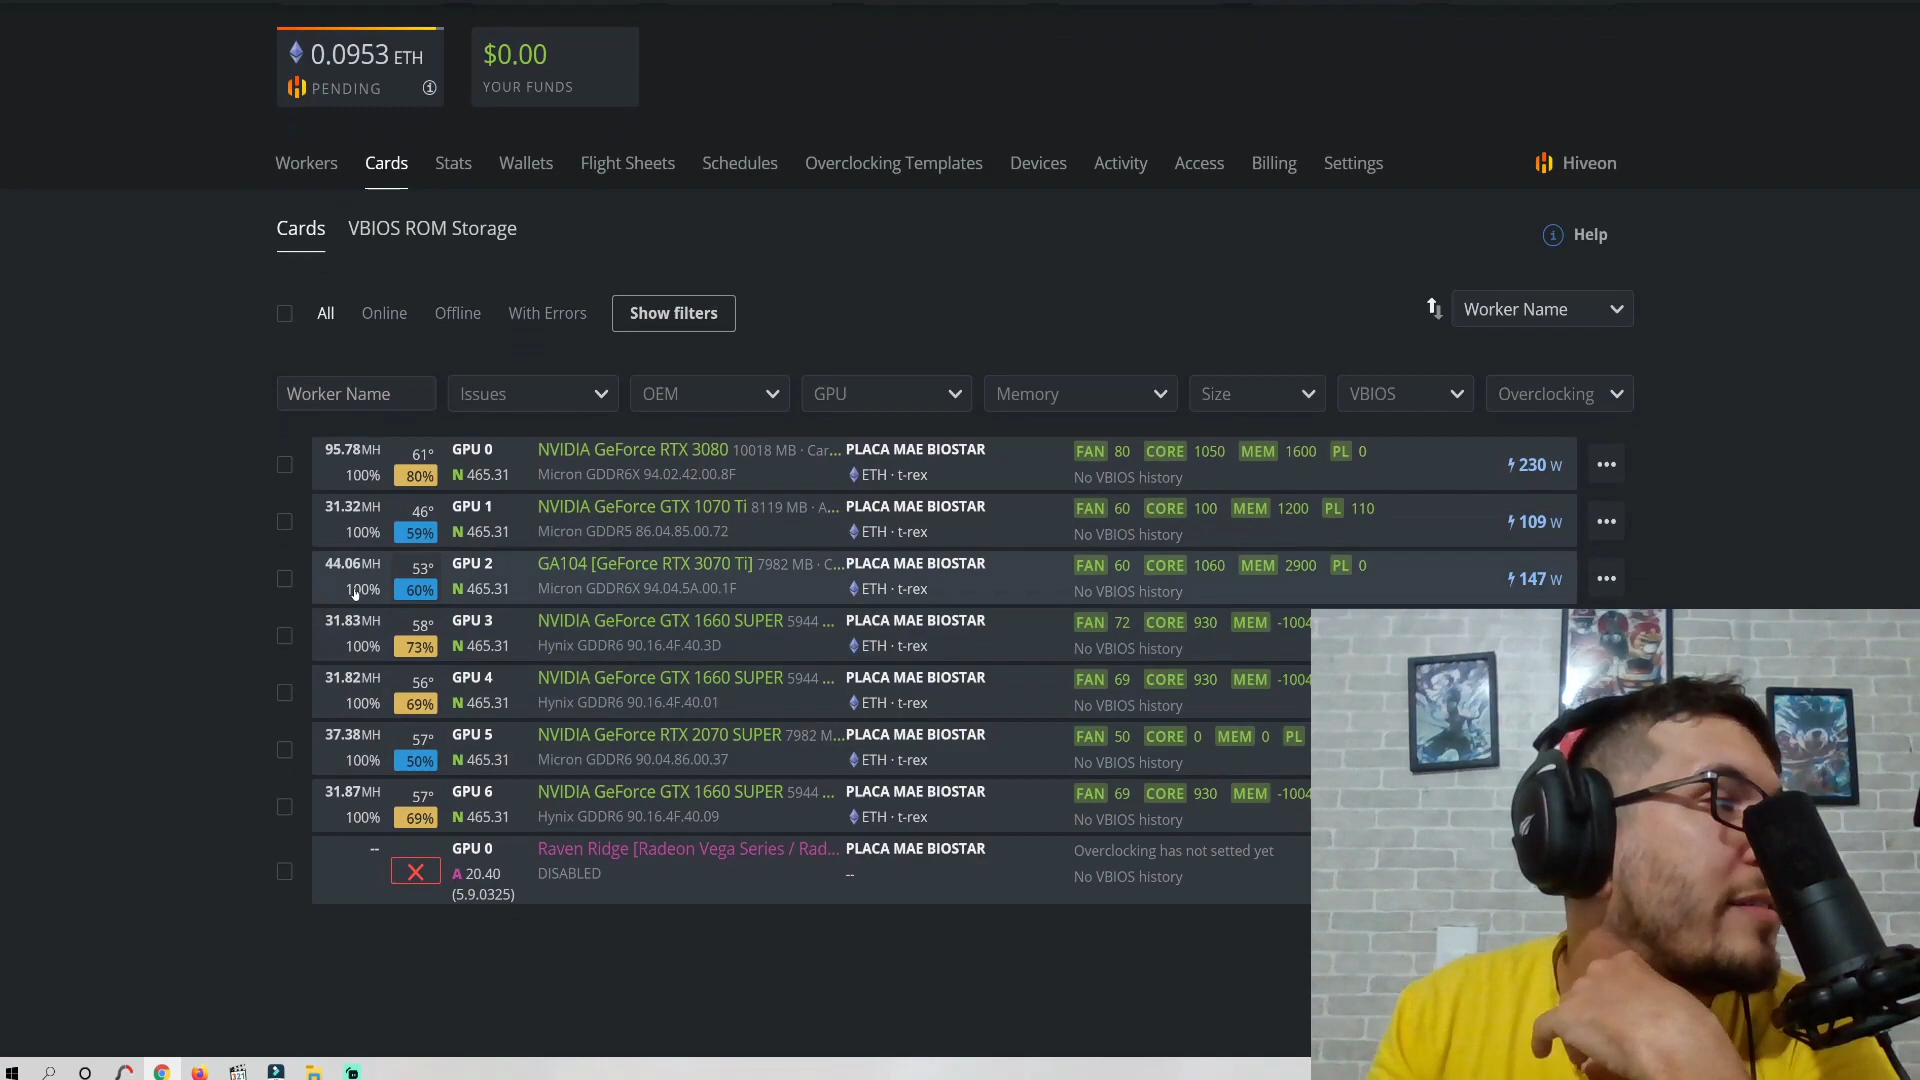 0.0953 ETH
PENDING
$0.00
YOUR FUNDS
Workers Cards Stats Wallets Flight Sheets Schedules Overclocking Templates Devices Activity Access Billing Settings Hiveon
Cards VBIOS ROM Storage
Help
All Online Offline With Errors Show filters
Worker Name
Worker Name Issues OEM GPU Memory Size VBIOS Overclocking
95.78MH 61° GPU 0 NVIDIA GeForce RTX 3080 10018 MB · Car... PLACA MAE BIOSTAR FAN 80 CORE 1050 MEM 1600 PL 0
230 W
100% 80% N 465.31 Micron GDDR6X 94.02.42.00.8F ETH · t-rex No VBIOS history
31.32MH 46° GPU 1 NVIDIA GeForce GTX 1070 Ti 8119 MB · A... PLACA MAE BIOSTAR FAN 60 CORE 100 MEM 1200 PL 110
109 W
100% 59% N 465.31 Micron GDDR5 86.04.85.00.72 ETH · t-rex No VBIOS history
44.06MH 53° GPU 2 GA104 [GeForce RTX 3070 Ti] 7982 MB · C... PLACA MAE BIOSTAR FAN 60 CORE 1060 MEM 2900 PL 0
147 W
100% 60% N 465.31 Micron GDDR6X 94.04.5A.00.1F ETH · t-rex No VBIOS history
31.83MH 58° GPU 3 NVIDIA GeForce GTX 1660 SUPER 5944 ... PLACA MAE BIOSTAR FAN 72 CORE 930 MEM -1004
100% 73% N 465.31 Hynix GDDR6 90.16.4F.40.3D ETH · t-rex No VBIOS history
31.82MH 56° GPU 4 NVIDIA GeForce GTX 1660 SUPER 5944 ... PLACA MAE BIOSTAR FAN 69 CORE 930 MEM -1004
100% 69% N 465.31 Hynix GDDR6 90.16.4F.40.01 ETH · t-rex No VBIOS history
37.38MH 57° GPU 5 NVIDIA GeForce RTX 2070 SUPER 7982 M... PLACA MAE BIOSTAR FAN 50 CORE 0 MEM 0 PL
100% 50% N 465.31 Micron GDDR6 90.04.86.00.37 ETH · t-rex No VBIOS history
31.87MH 57° GPU 6 NVIDIA GeForce GTX 1660 SUPER 5944 ... PLACA MAE BIOSTAR FAN 69 CORE 930 MEM -1004
100% 69% N 465.31 Hynix GDDR6 90.16.4F.40.09 ETH · t-rex No VBIOS history
-- GPU 0 Raven Ridge [Radeon Vega Series / Rad... PLACA MAE BIOSTAR Overclocking has not setted yet
A 20.40 DISABLED -- No VBIOS history
(5.9.0325)